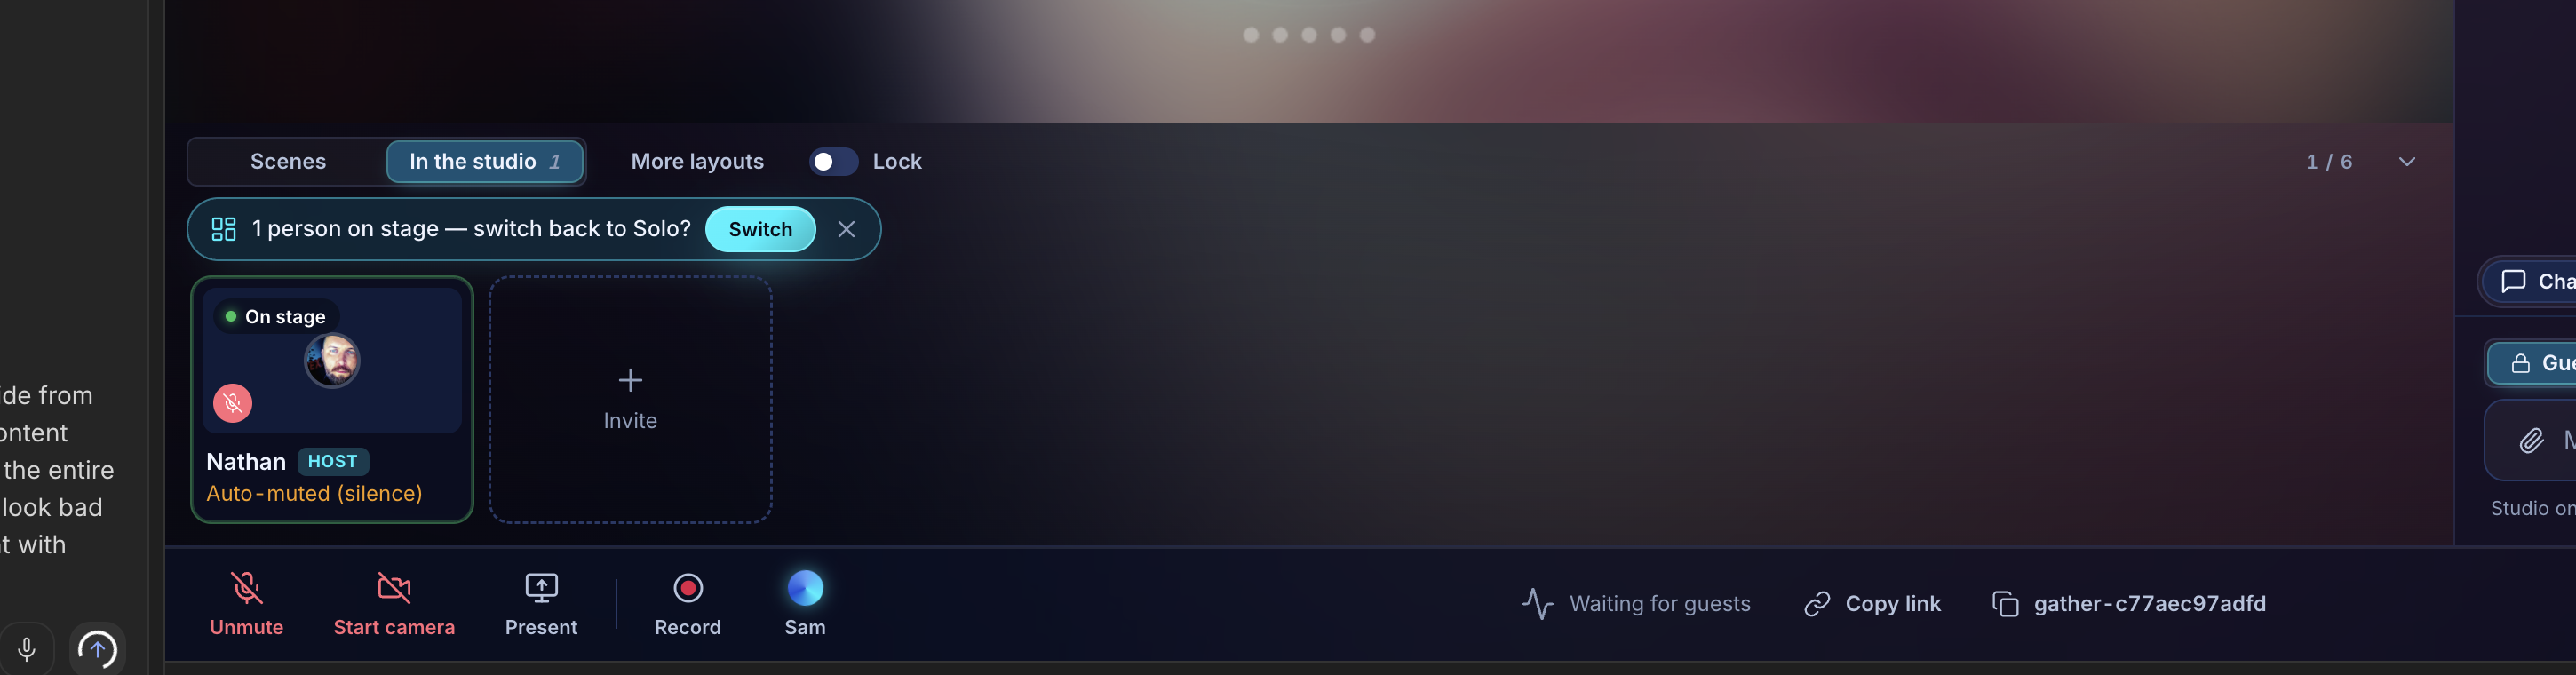 Scenes
In the studio 1
More layouts
Lock
1 / 6
1 person on stage — switch back to Solo?
Switch
On stage
Nathan HOST
Auto-muted (silence)
Invite
Unmute
Start camera
Present
Record
Sam
Waiting for guests
Copy link
gather-c77aec97adfd
ide from
ontent
the entire
look bad
t with
Cha
Gue
M
Studio on